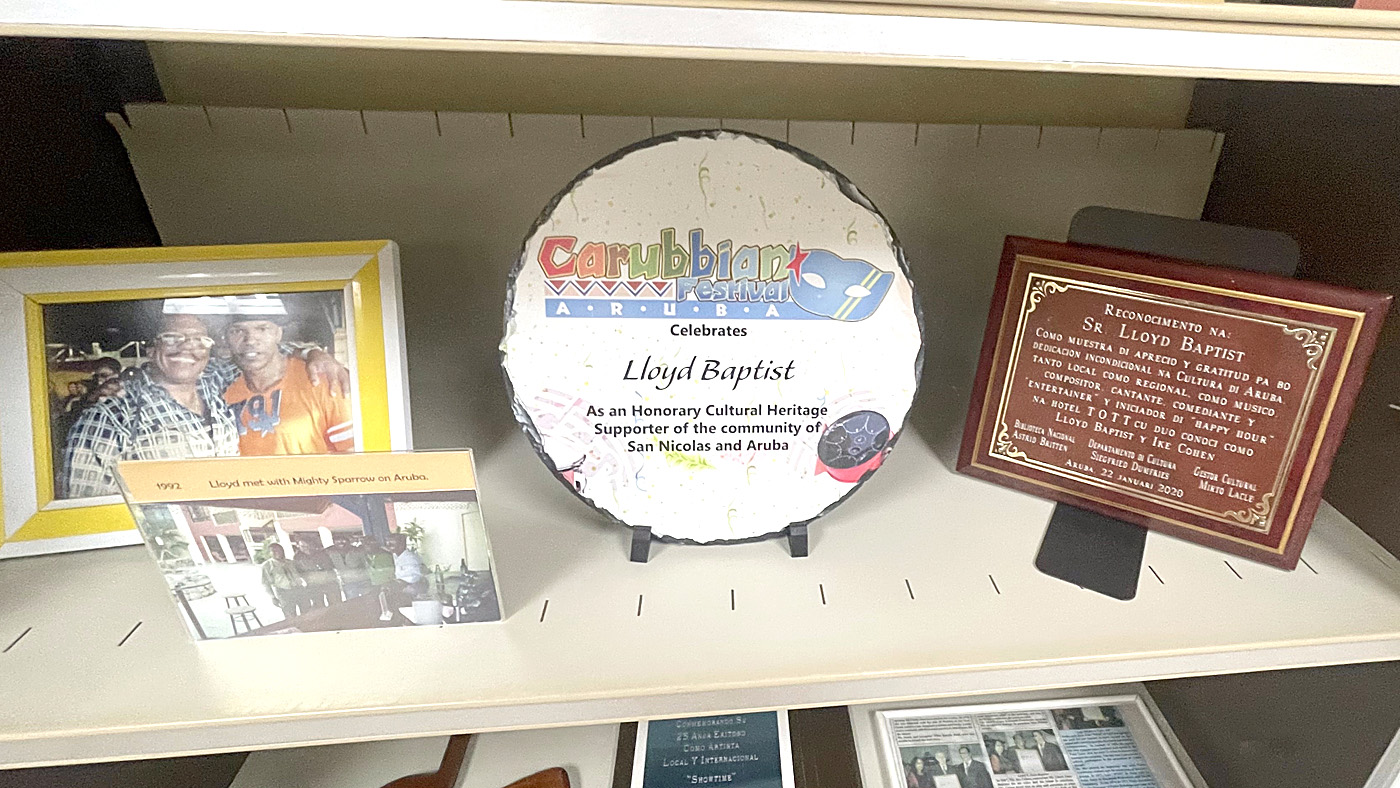 1992 Lloyd met with Mighty Sparrow on Aruba.
Carubbian
Festival
A·R·U·B·A
Celebrates
Lloyd Baptist
As an Honorary Cultural Heritage
Supporter of the community of
San Nicolas and Aruba
Reconocimento na:
Sr. Lloyd Baptist
Como muestra di aprecio y gratitud pa bo
dedicacion incondicional na Cultura di Aruba,
tanto local como regional, como musico,
compositor, cantante, comediante y
"entertainer" y iniciador di "Happy Hour"
na hotel TOTT cu duo conoci como
Lloyd Baptist y Ike Cohen
Biblioteca Nacional Departamento di Cultura Gestor Cultural
Astrid Britten Siegfried Dumfries Mirto Lacle
Aruba, 22 januari 2020
Conmemorando Su
25 Anja Exitoso
Como Artista
Local Y Internacional
"Showtime"